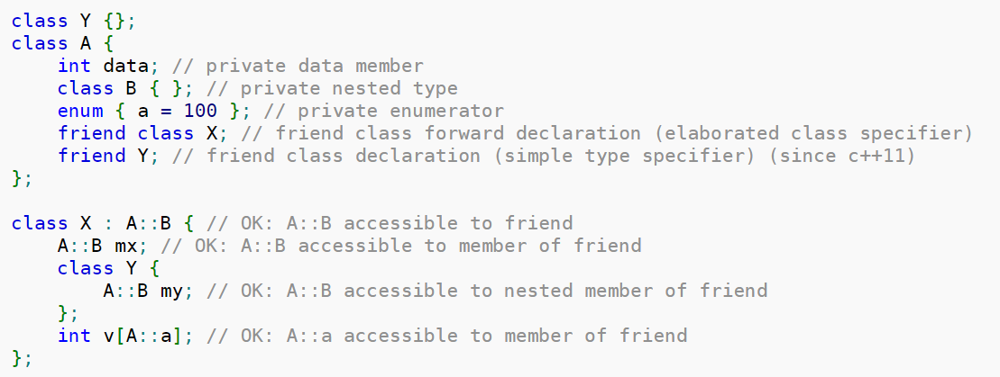 class Y {};
class A {
    int data; // private data member
    class B { }; // private nested type
    enum { a = 100 }; // private enumerator
    friend class X; // friend class forward declaration (elaborated class specifier)
    friend Y; // friend class declaration (simple type specifier) (since c++11)
};

class X : A::B { // OK: A::B accessible to friend
    A::B mx; // OK: A::B accessible to member of friend
    class Y {
        A::B my; // OK: A::B accessible to nested member of friend
    };
    int v[A::a]; // OK: A::a accessible to member of friend
};